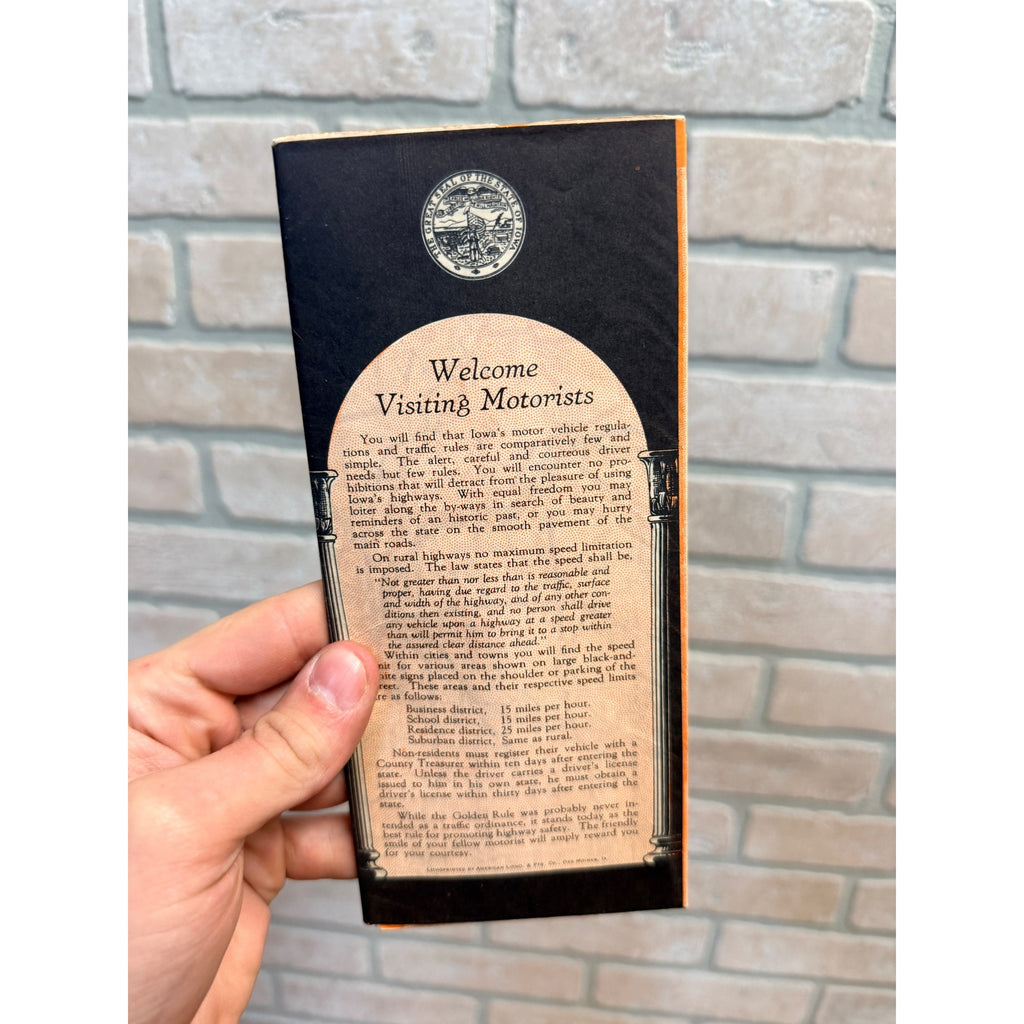 THE GREAT SEAL OF THE STATE OF IOWA
Welcome
Visiting Motorists
You will find that Iowa's motor vehicle regula-
tions and traffic rules are comparatively few and
simple. The alert, careful and courteous driver
needs but few rules. You will encounter no pro-
hibitions that will detract from the pleasure of using
Iowa's highways. With equal freedom you may
loiter along the by-ways in search of beauty and
reminders of an historic past, or you may hurry
across the state on the smooth pavement of the
main roads.
On rural highways no maximum speed limitation
is imposed. The law states that the speed shall be,
"Not greater than nor less than is reasonable and
proper, having due regard to the traffic, surface
and width of the highway, and of any other con-
ditions then existing, and no person shall drive
any vehicle upon a highway at a speed greater
than will permit him to bring it to a stop within
the assured clear distance ahead."
Within cities and towns you will find the speed
mit for various areas shown on large black-and-
ite signs placed on the shoulder or parking of the
reet. These areas and their respective speed limits
re as follows:
Business district, 15 miles per hour.
School district, 15 miles per hour.
Residence district, 25 miles per hour.
Suburban district, Same as rural.
Non-residents must register their vehicle with a
County Treasurer within ten days after entering the
state. Unless the driver carries a driver's license
issued to him in his own state, he must obtain a
driver's license within thirty days after entering the
state.
While the Golden Rule was probably never in-
tended as a traffic ordinance, it stands today as the
best rule for promoting highway safety. The friendly
smile of your fellow motorist will amply reward you
for your courtesy.
LITHOPRINTED BY AMERICAN LITHO. & PTG. CO., DES MOINES, IA